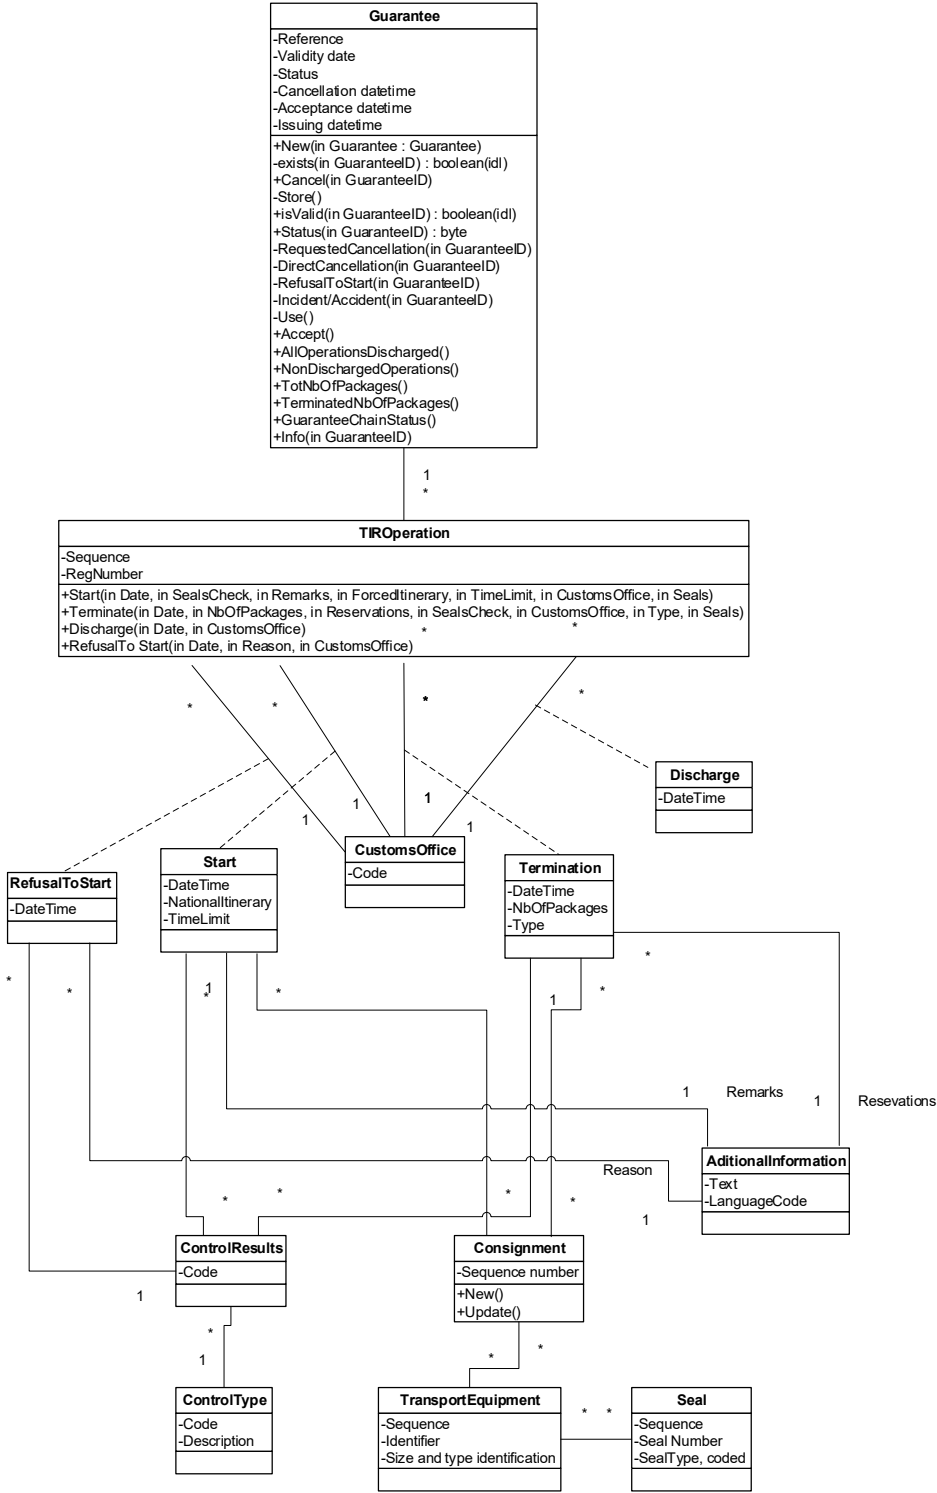 Guarantee
-Reference
-Validity date
-Status
-Cancellation datetime
-Acceptance datetime
-Issuing datetime
+New(in Guarantee : Guarantee)
-exists(in GuaranteeID) : boolean(idl)
+Cancel(in GuaranteeID)
-Store()
+isValid(in GuaranteeID) : boolean(idl)
+Status(in GuaranteeID) : byte
-RequestedCancellation(in GuaranteeID)
-DirectCancellation(in GuaranteeID)
-RefusalToStart(in GuaranteeID)
-Incident/Accident(in GuaranteeID)
-Use()
+Accept()
+AllOperationsDischarged()
+NonDischargedOperations()
+TotNbOfPackages()
+TerminatedNbOfPackages()
+GuaranteeChainStatus()
+Info(in GuaranteeID)
1
*
TIROperation
-Sequence
-RegNumber
+Start(in Date, in SealsCheck, in Remarks, in ForcedItinerary, in TimeLimit, in CustomsOffice, in Seals)
+Terminate(in Date, in NbOfPackages, in Reservations, in SealsCheck, in CustomsOffice, in Type, in Seals)
+Discharge(in Date, in CustomsOffice)
* *
+RefusalTo Start(in Date, in Reason, in CustomsOffice)
* * * *
Discharge
-DateTime
1 1 1 1
CustomsOffice
-Code
Start
-DateTime
-NationalItinerary
-TimeLimit
Termination
-DateTime
-NbOfPackages
-Type
RefusalToStart
-DateTime
*
* *
* 1 * * 1 *
1 Remarks
1 Resevations
AditionalInformation
-Text
-LanguageCode
Reason
1
* * * *
ControlResults
-Code
Consignment
-Sequence number
+New()
+Update()
1
*
1
* *
ControlType
-Code
-Description
TransportEquipment
-Sequence
-Identifier
-Size and type identification
* *
Seal
-Sequence
-Seal Number
-SealType, coded